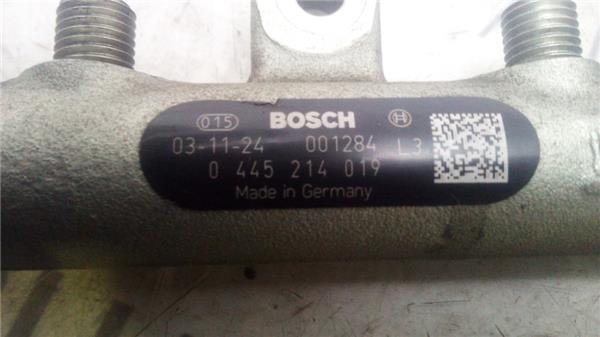 015 BOSCH
03-11-24 001284 L3
0 445 214 019
Made in Germany